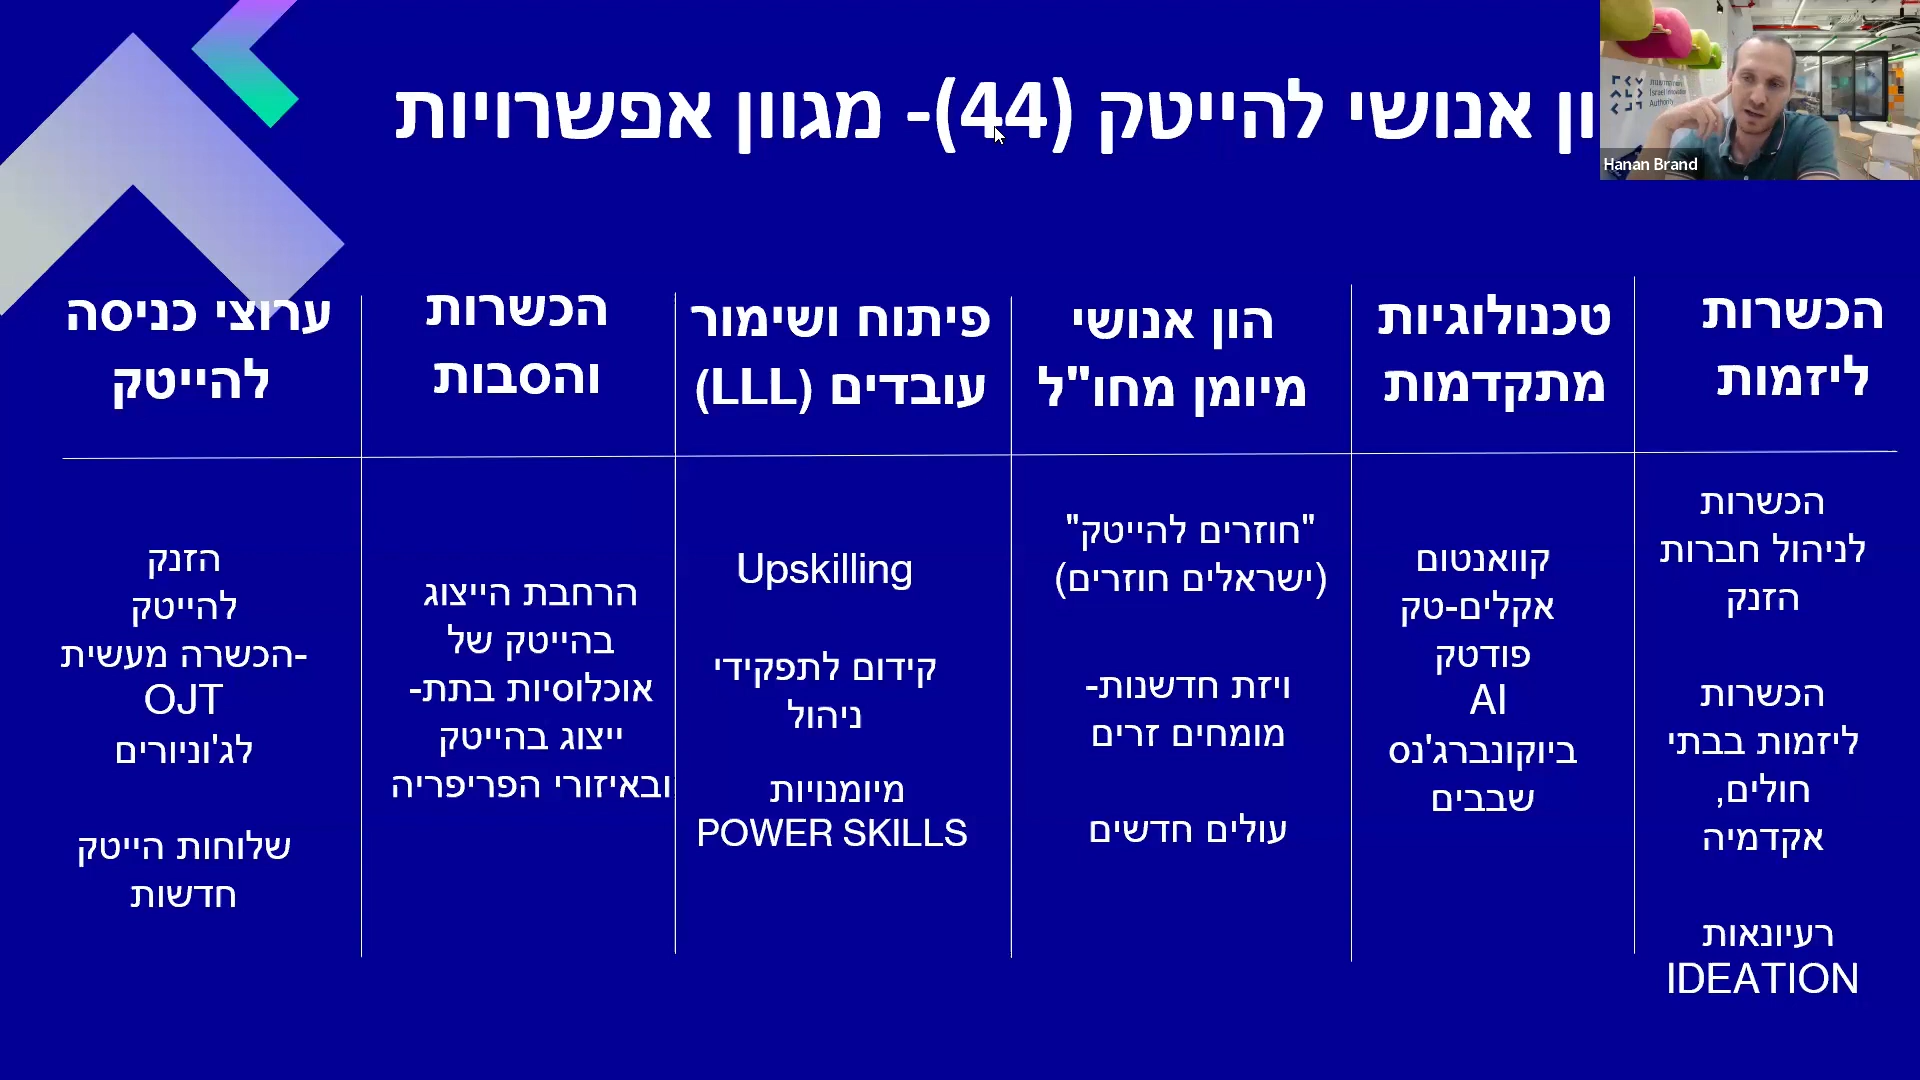 ון אנושי להייטק (44)- מגוון אפשרויות
Israel Innovation
Authority
Hanan Brand
הכשרות
ליזמות
הכשרות
לניהול חברות
הזנק
הכשרות
ליזמות בבתי
חולים,
אקדמיה
רעיונאות
IDEATION
טכנולוגיות
מתקדמות
קוואנטום
אקלים-טק
פודטק
AI
ביוקונברג'נס
שבבים
הון אנושי
מיומן מחו"ל
"חוזרים להייטק"
(ישראלים חוזרים)
ויזת חדשנות-
מומחים זרים
עולים חדשים
פיתוח ושימור
עובדים (LLL)
Upskilling
קידום לתפקידי
ניהול
מיומנויות
POWER SKILLS
הכשרות
והסבות
הרחבת הייצוג
בהייטק של
אוכלוסיות בתת-
ייצוג בהייטק
ובאיזורי הפריפריה
ערוצי כניסה
להייטק
הזנק
להייטק
-הכשרה מעשית
OJT
לג'וניורים
שלוחות הייטק
חדשות